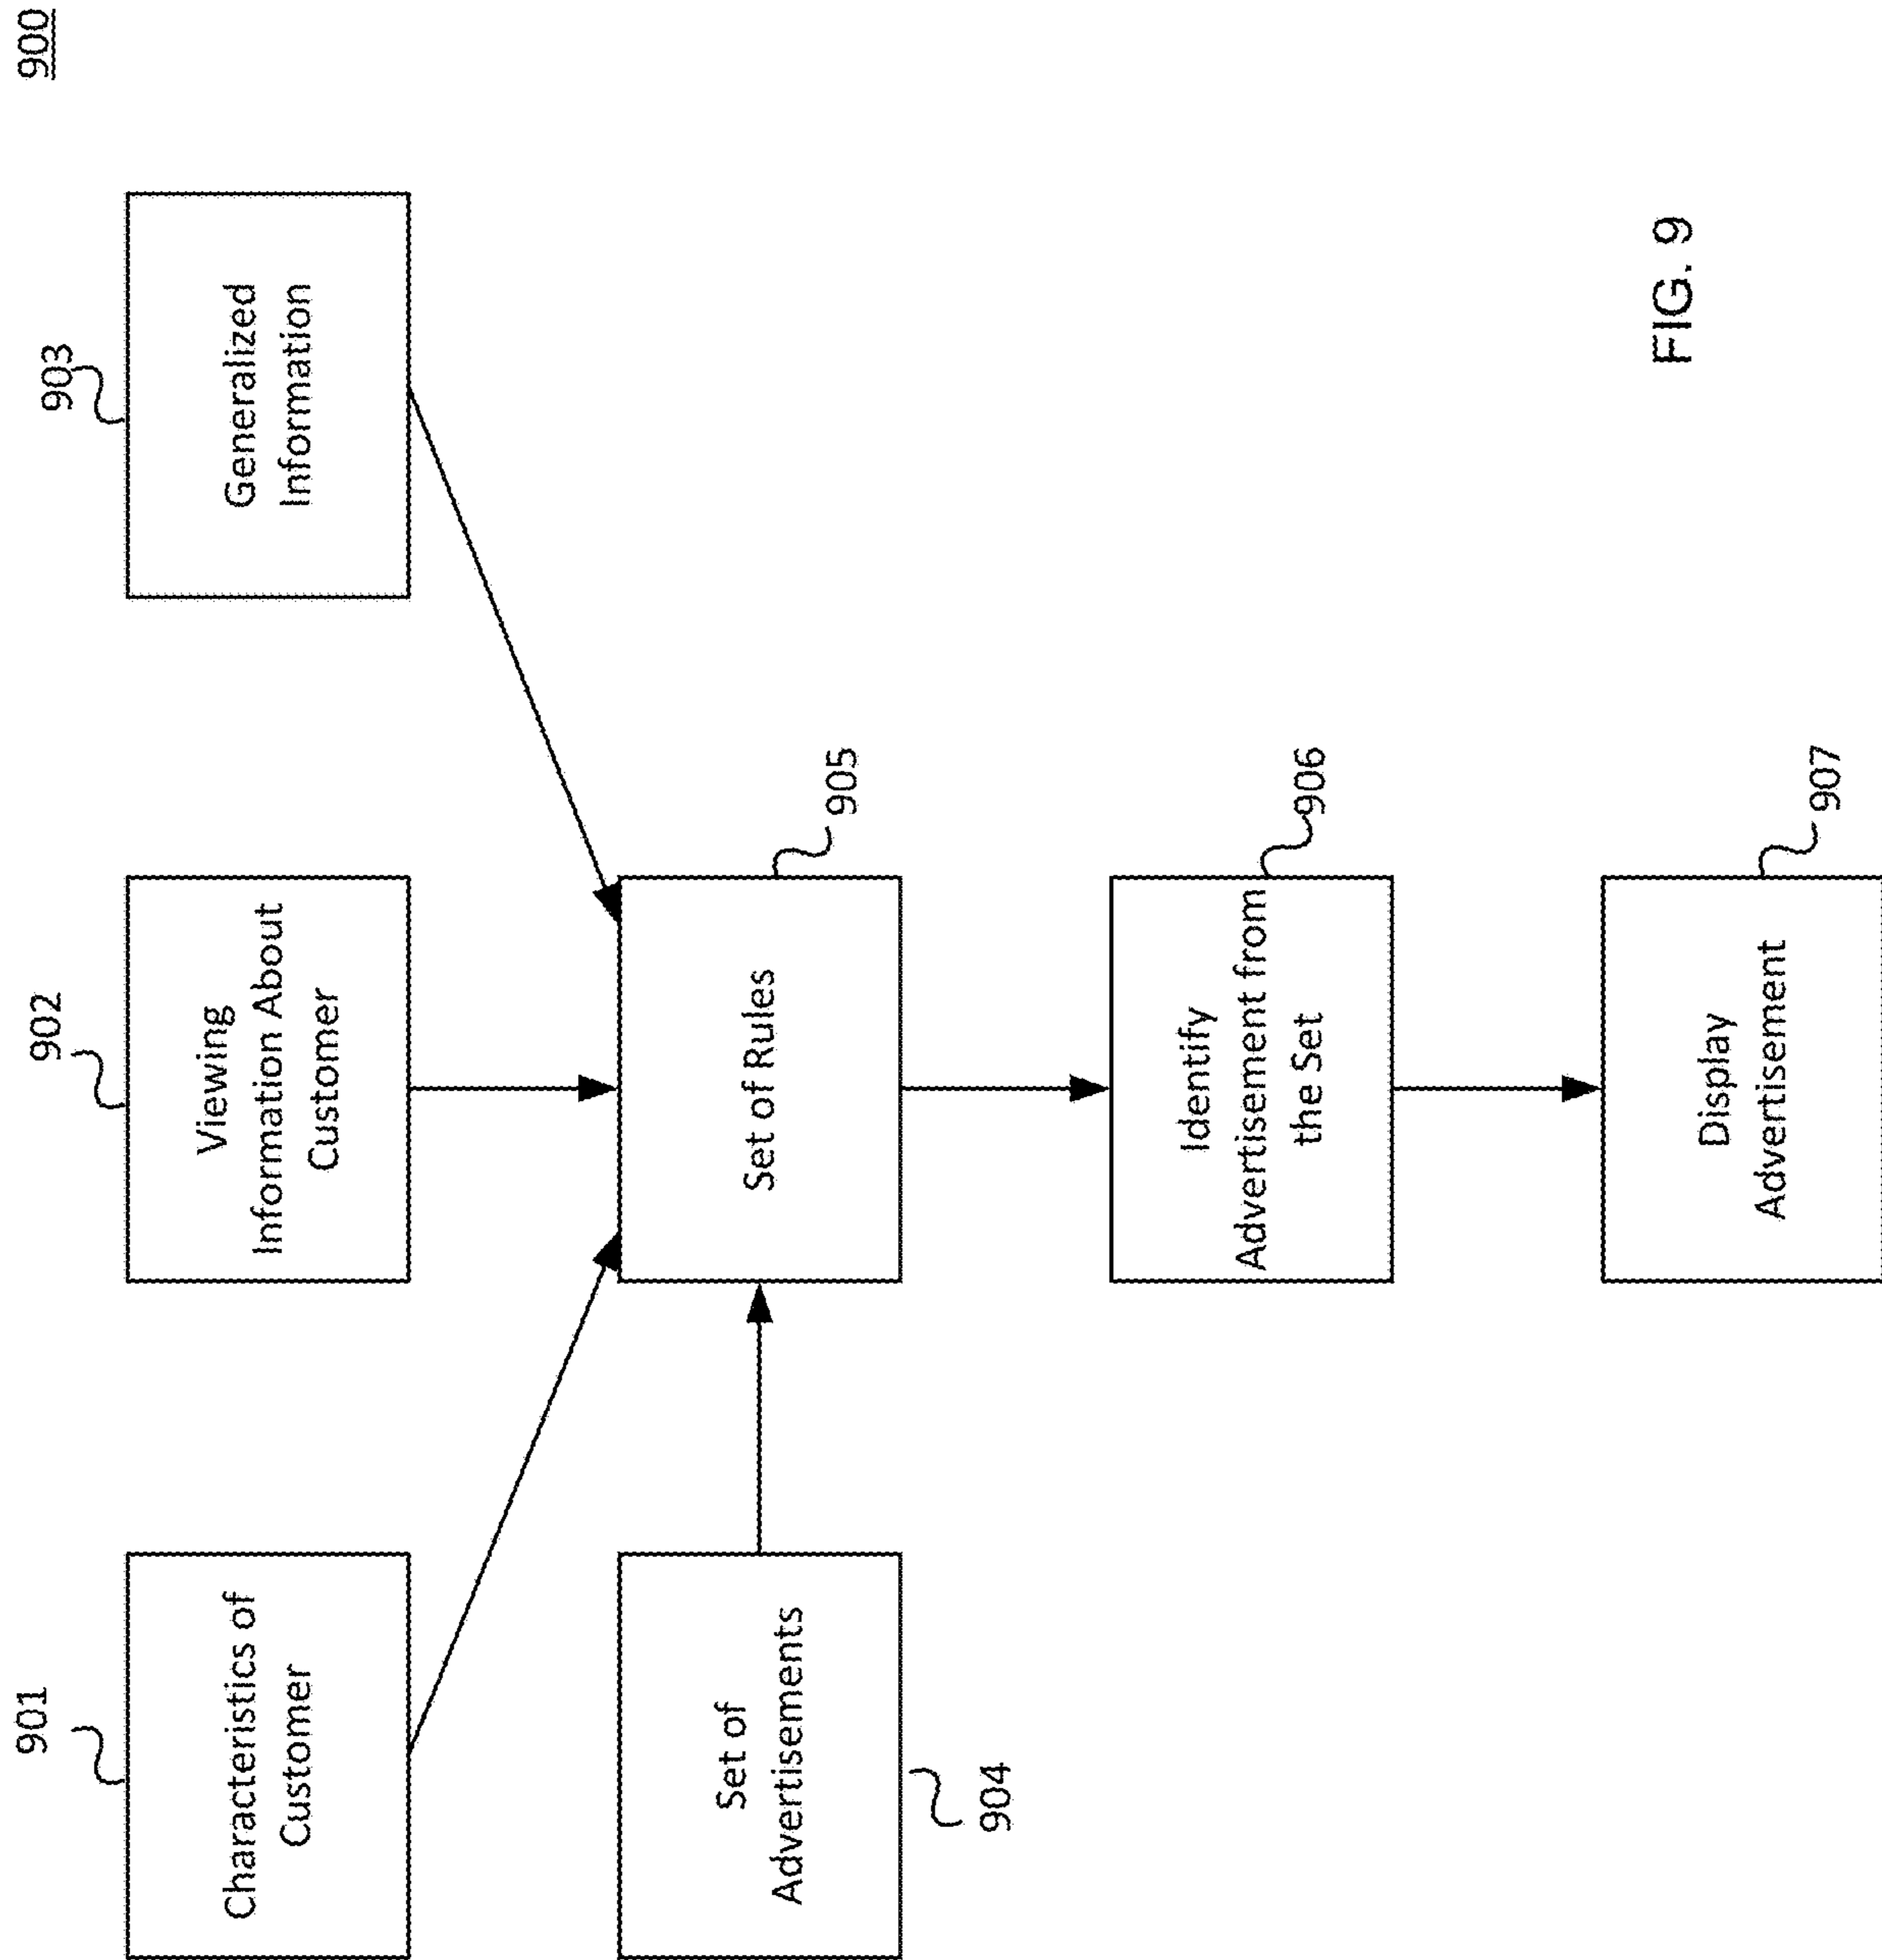 900
901
902
903
Characteristics of
Customer
Viewing
Information About
Customer
Generalized
Information
Set of
Advertisements
904
Set of Rules
905
Identify
Advertisement from
the Set
906
Display
Advertisement
907
FIG. 9